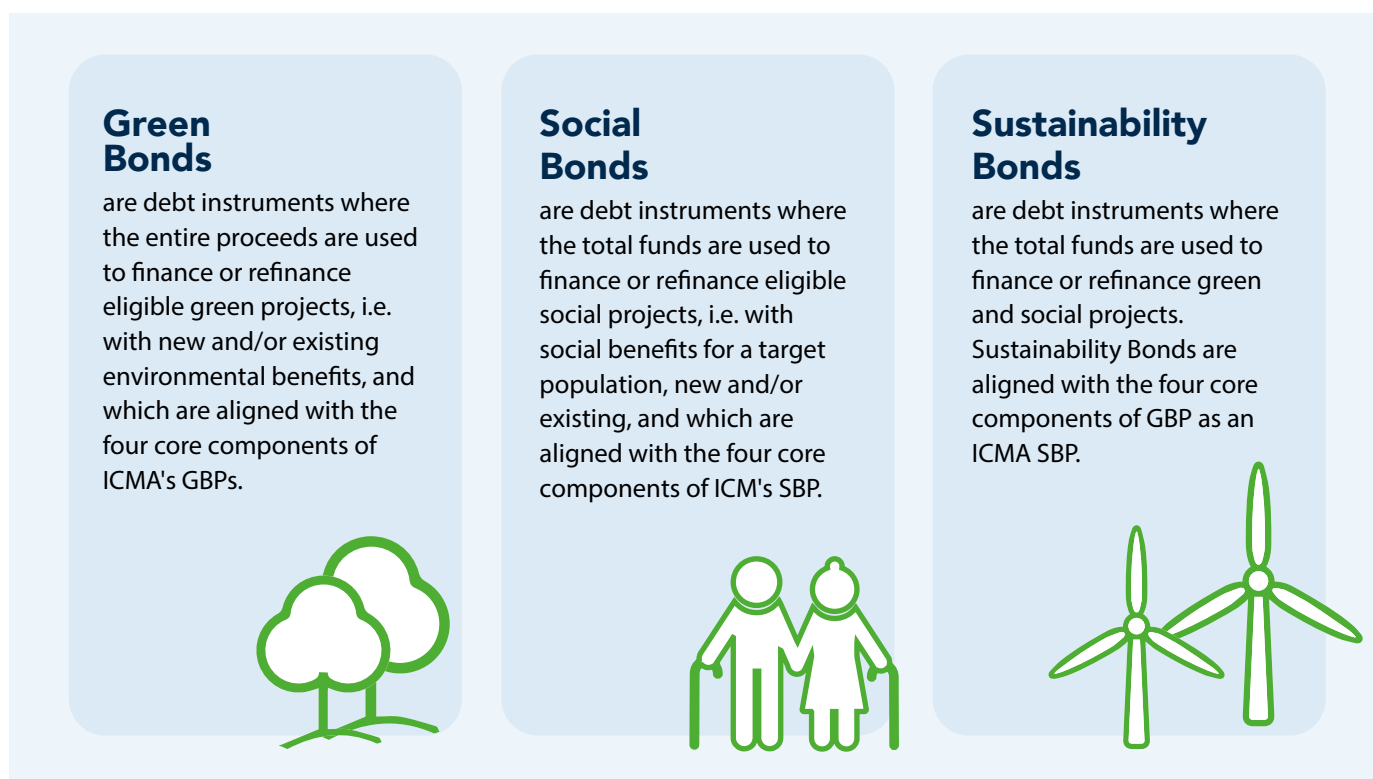 Green
Bonds
are debt instruments where
the entire proceeds are used
to finance or refinance
eligible green projects, i.e.
with new and/or existing
environmental benefits, and
which are aligned with the
four core components of
ICMA's GBPs.
Social
Bonds
are debt instruments where
the total funds are used to
finance or refinance eligible
social projects, i.e. with
social benefits for a target
population, new and/or
existing, and which are
aligned with the four core
components of ICM's SBP.
Sustainability
Bonds
are debt instruments where
the total funds are used to
finance or refinance green
and social projects.
Sustainability Bonds are
aligned with the four core
components of GBP as an
ICMA SBP.